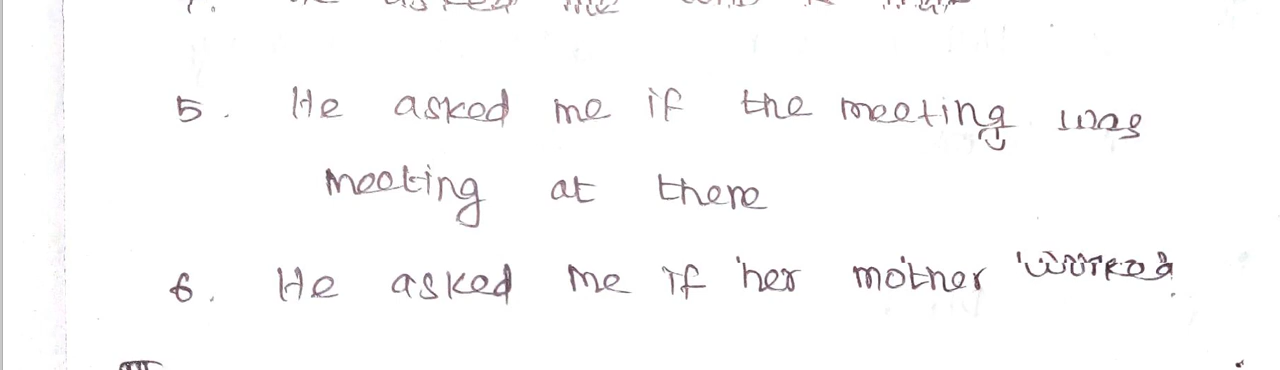 5. He asked me if the meeting was
meeting at there
6. He asked me if her mother worked